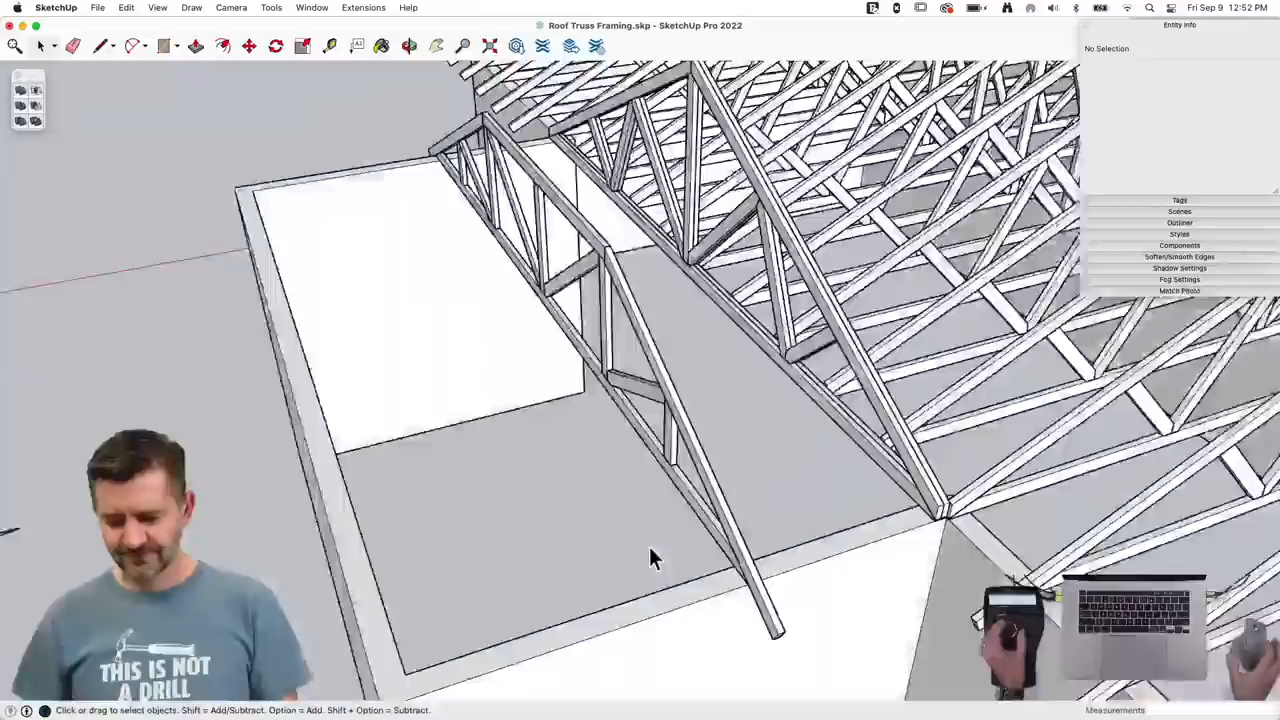 SketchUp File Edit View Draw Camera Tools Window Extensions Help
Fri Sep 9 12:52 PM
Roof Truss Framing.skp - SketchUp Pro 2022
Entity Info
No Selection
Tags
Scenes
Outliner
Styles
Components
Soften/Smooth Edges
Shadow Settings
Fog Settings
Match Photo
THIS IS NOT
A DRILL
Click or drag to select objects. Shift = Add/Subtract. Option = Add. Shift + Option = Subtract.
Measurements